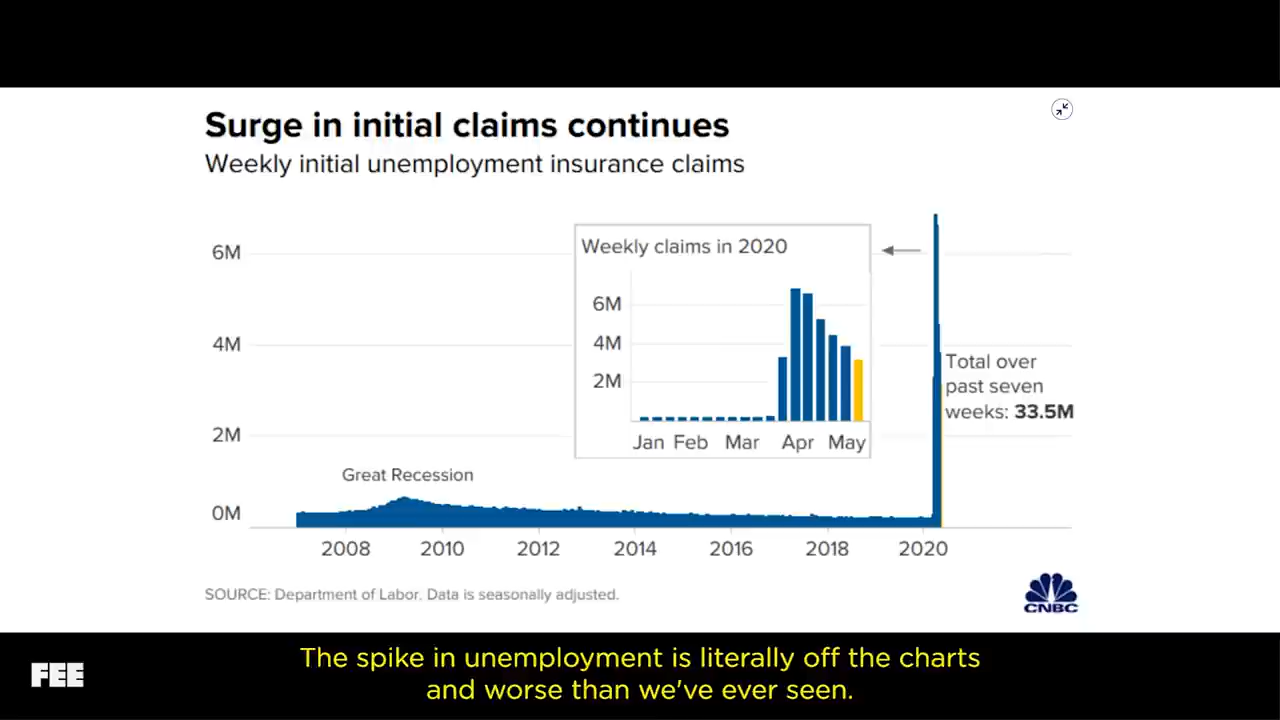 Surge in initial claims continues
Weekly initial unemployment insurance claims
Weekly claims in 2020
6M
4M
2M
Jan Feb Mar Apr May
6M
4M
2M
0M
Great Recession
Total over
past seven
weeks: 33.5M
2008 2010 2012 2014 2016 2018 2020
SOURCE: Department of Labor. Data is seasonally adjusted.
CNBC
The spike in unemployment is literally off the charts
and worse than we've ever seen.
FEE